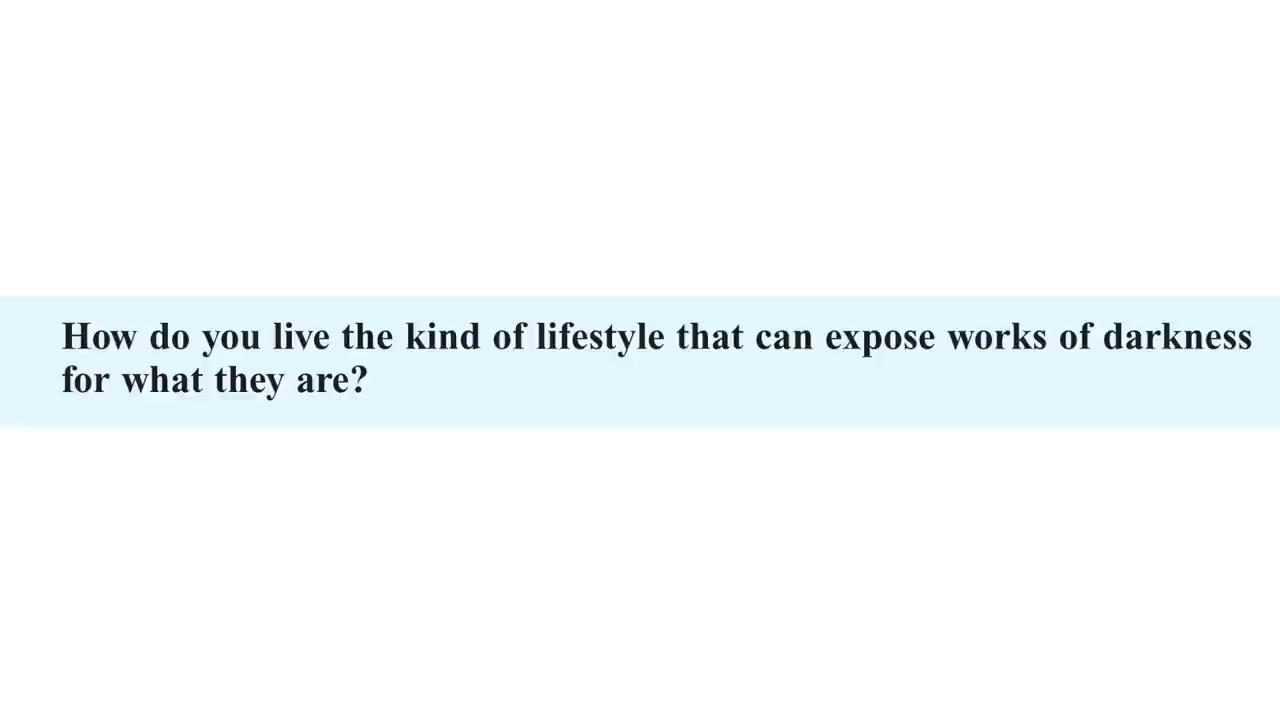 How do you live the kind of lifestyle that can expose works of darkness
for what they are?